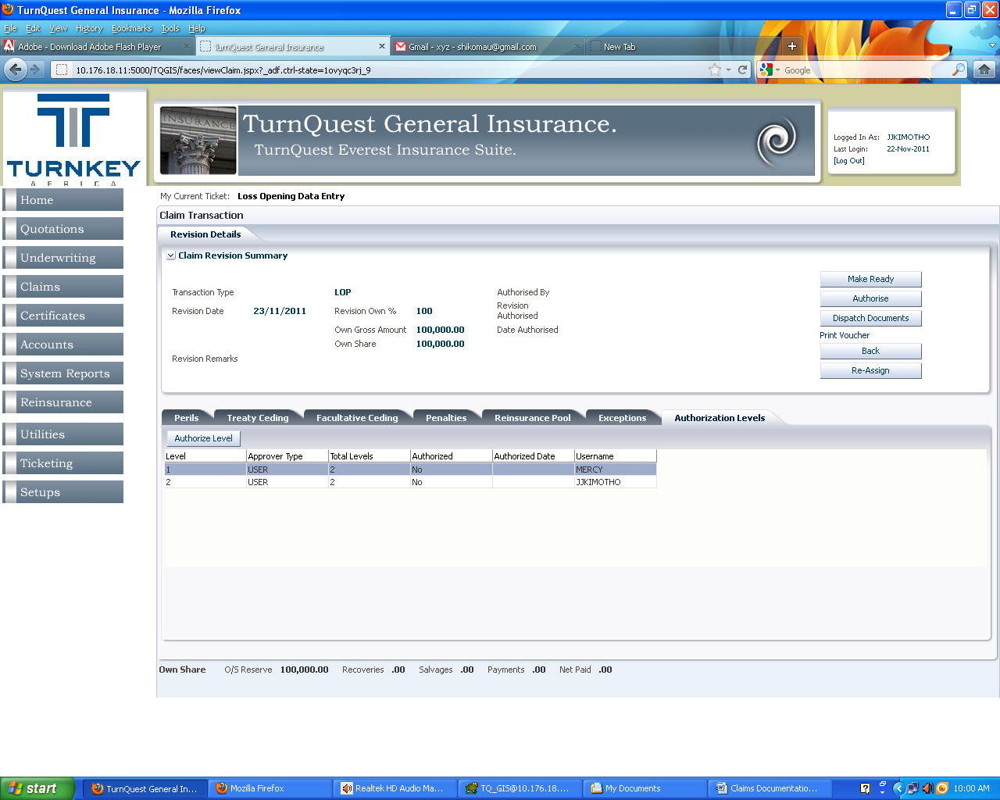 TurnQuest General Insurance - Mozilla Firefox
File Edit View History Bookmarks Tools Help
Adobe - Download Adobe Flash Player
TurnQuest General Insurance
Gmail - xyz - shikomau@gmail.com
New Tab
10.176.18.11:5000/TQGIS/faces/viewClaim.jspx?_adf.ctrl-state=1ovyqc3rj_9
Google
TURNKEY
AFRICA
INSURANCE
TurnQuest General Insurance.
TurnQuest Everest Insurance Suite.
Logged In As: JJKIMOTHO
Last Login: 22-Nov-2011
[Log Out]
Home
Quotations
Underwriting
Claims
Certificates
Accounts
System Reports
Reinsurance
Utilities
Ticketing
Setups
My Current Ticket: Loss Opening Data Entry
Claim Transaction
Revision Details
Claim Revision Summary
Transaction Type LOP Authorised By
Revision Date 23/11/2011 Revision Own % 100 Revision Authorised
Own Gross Amount 100,000.00 Date Authorised
Own Share 100,000.00
Revision Remarks
Make Ready
Authorise
Dispatch Documents
Print Voucher
Back
Re-Assign
Perils Treaty Ceding Facultative Ceding Penalties Reinsurance Pool Exceptions Authorization Levels
Authorize Level
Level Approver Type Total Levels Authorized Authorized Date Username
1 USER 2 No MERCY
2 USER 2 No JJKIMOTHO
Own Share O/S Reserve 100,000.00 Recoveries .00 Salvages .00 Payments .00 Net Paid .00
start
TurnQuest General In...
Mozilla Firefox
Realtek HD Audio Ma...
TQ_GIS@10.176.18....
My Documents
Claims Documentatio...
10:00 AM